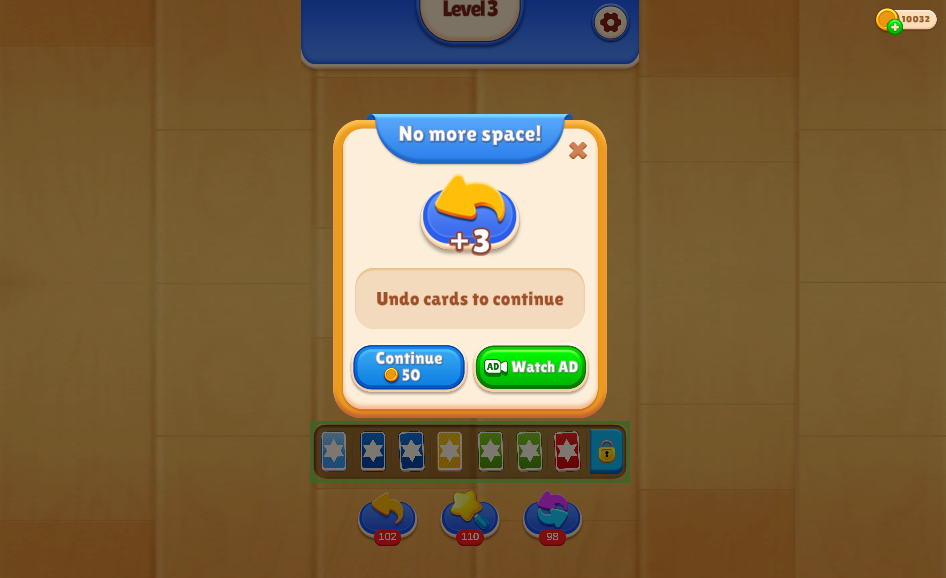 Level 3
10032
No more space!
+3
Undo cards to continue
Continue
50
AD Watch AD
102
110
98